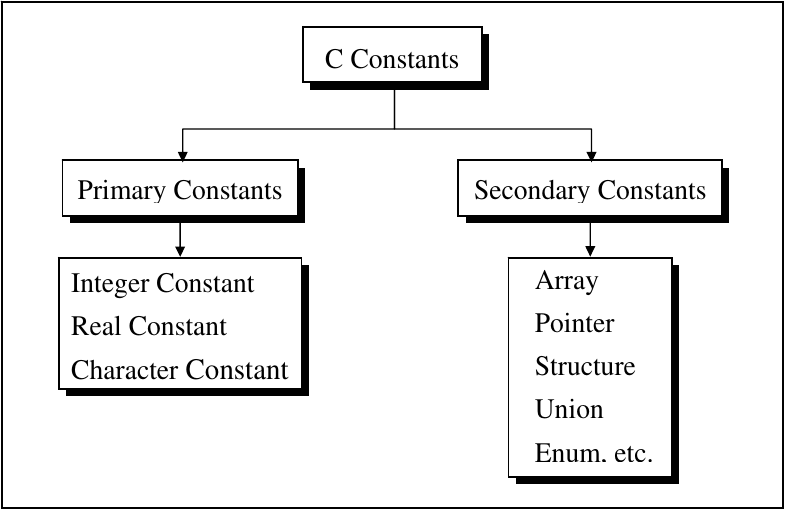 C Constants
Primary Constants
Secondary Constants
Integer Constant
Real Constant
Character Constant
Array
Pointer
Structure
Union
Enum, etc.